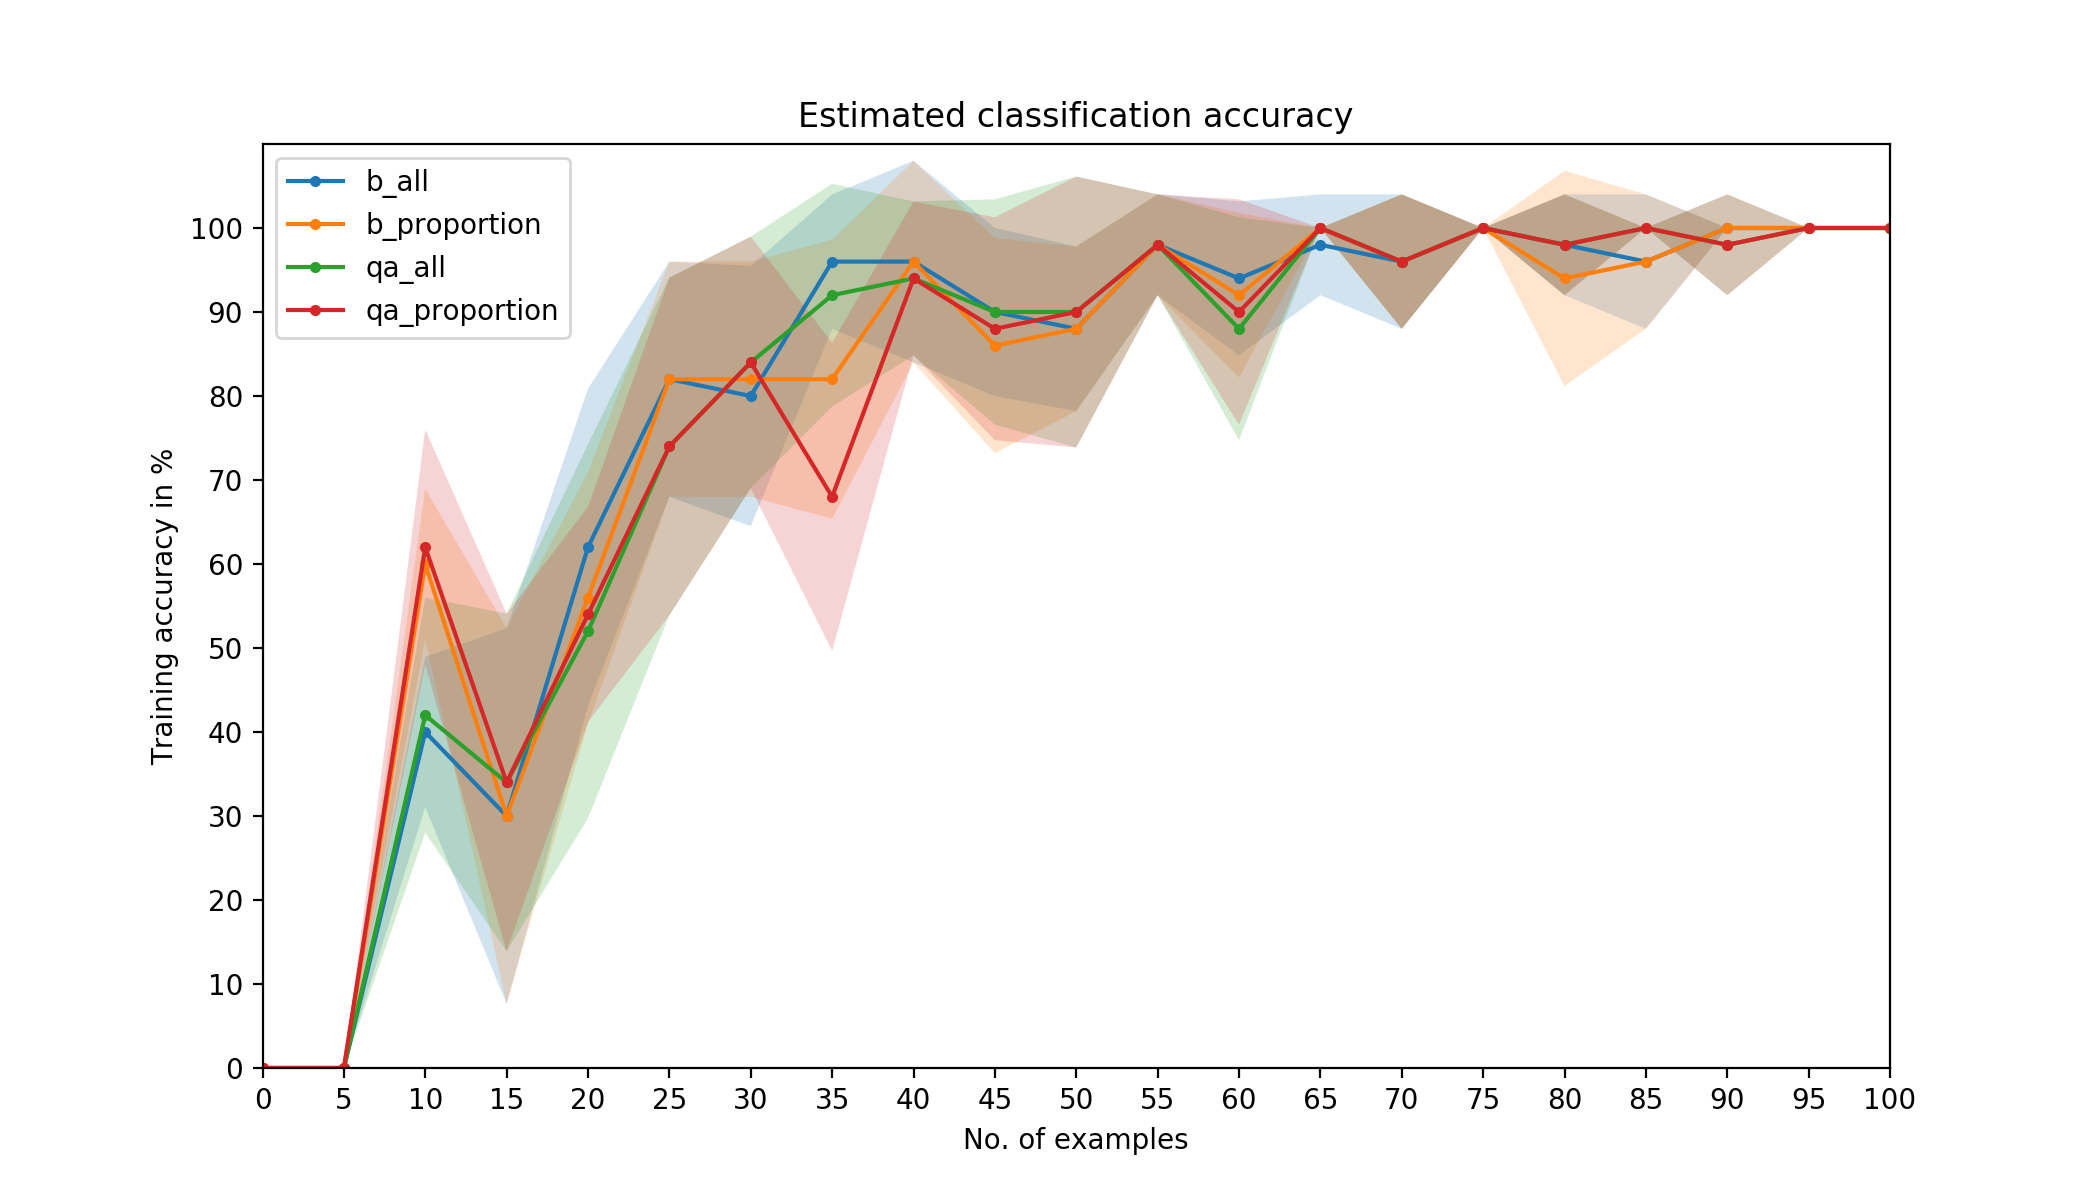 Estimated classification accuracy
b_all
b_proportion
qa_all
qa_proportion
Training accuracy in %
100
90
80
70
60
50
40
30
20
10
0
0 5 10 15 20 25 30 35 40 45 50 55 60 65 70 75 80 85 90 95 100
No. of examples